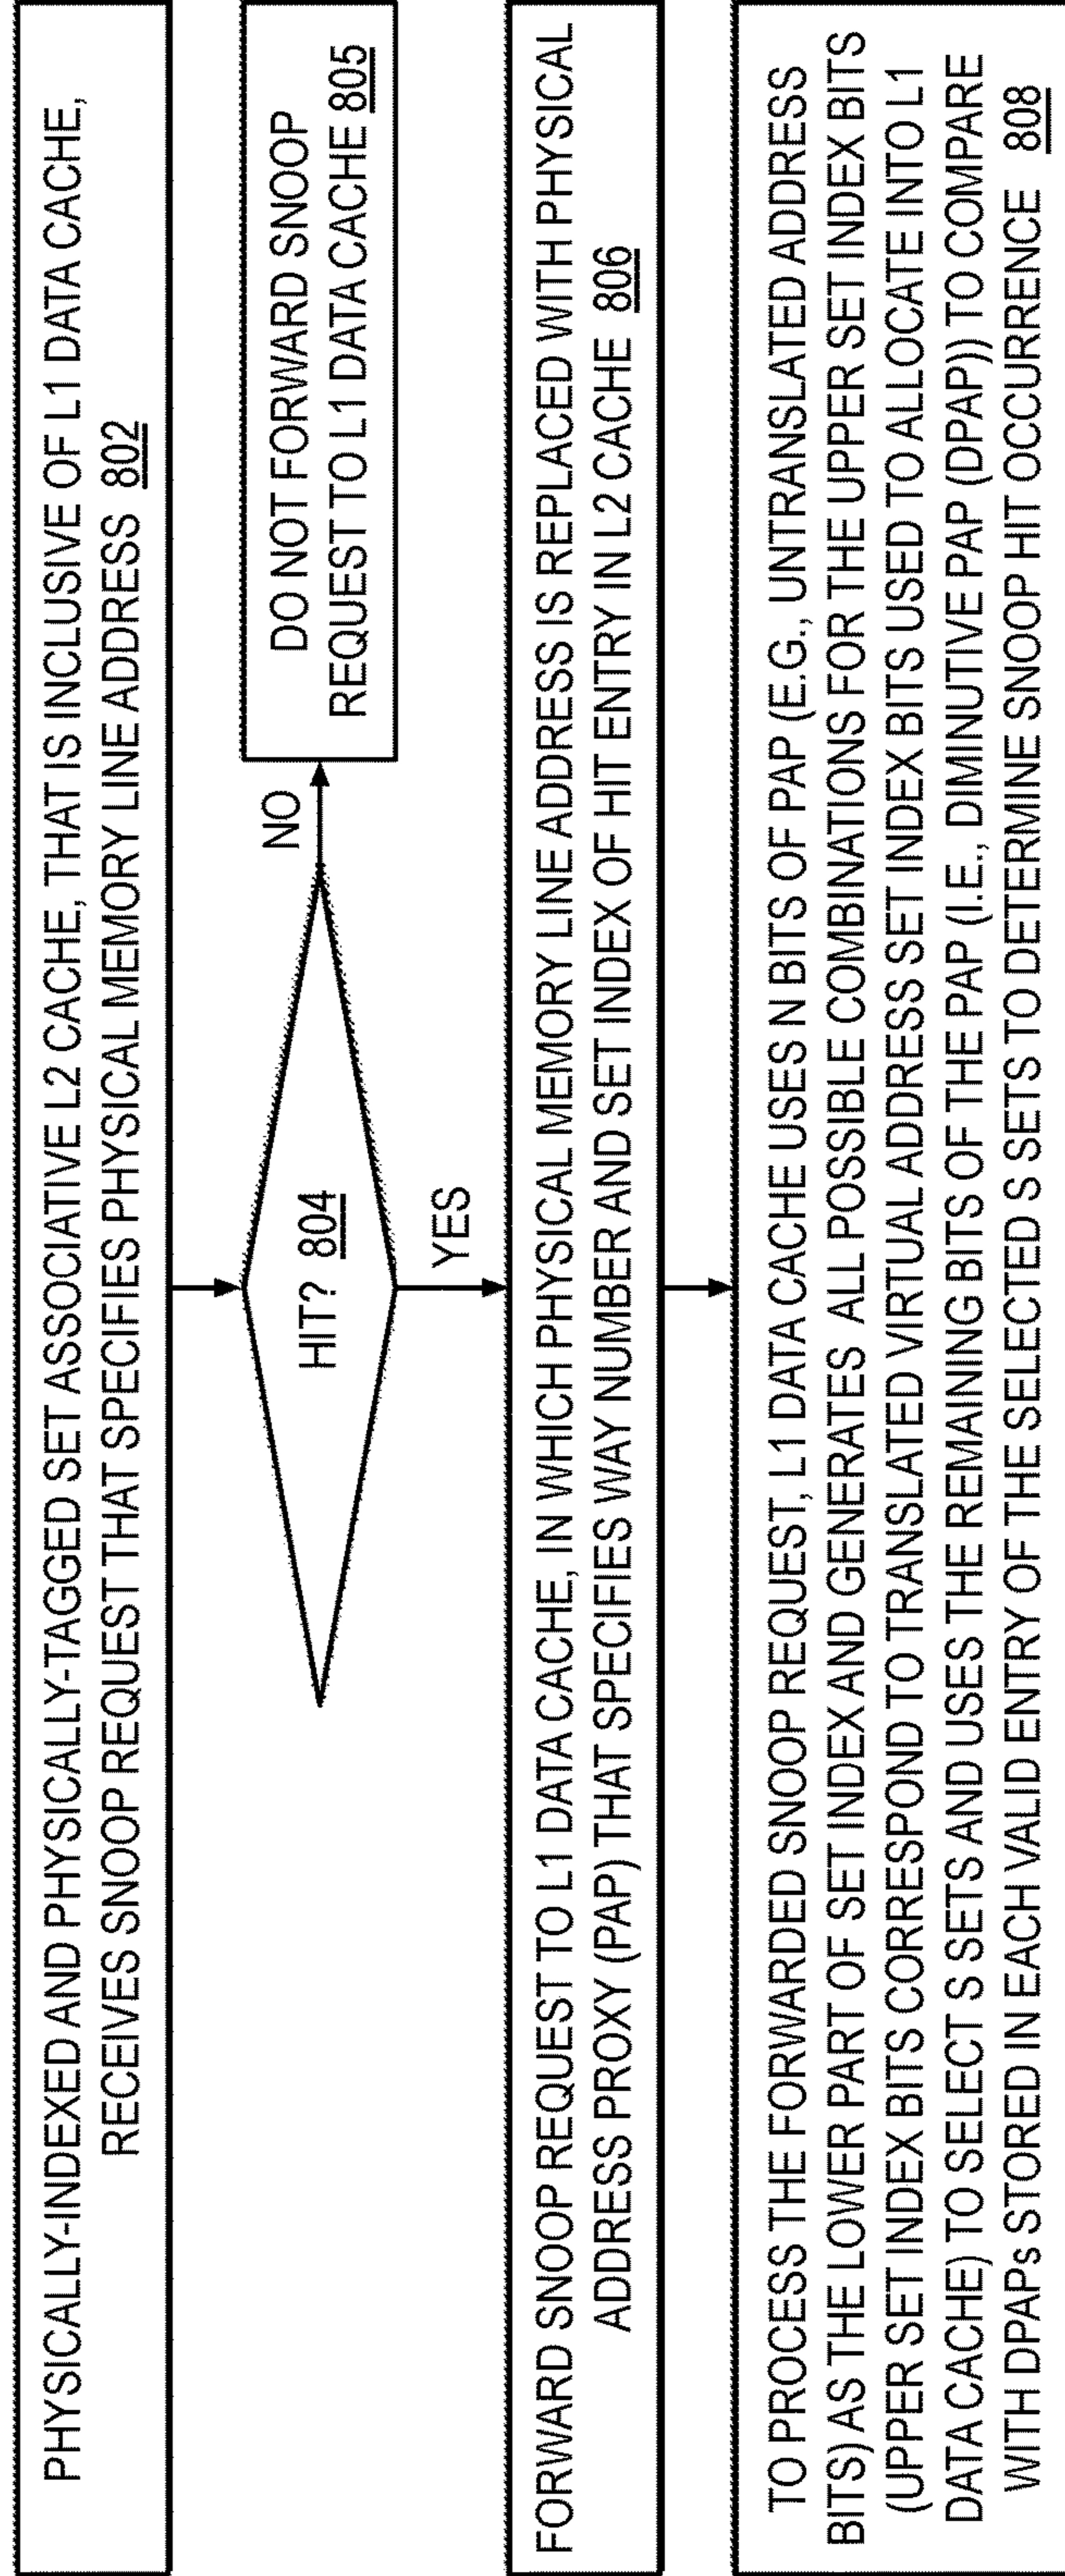 PHYSICALLY-INDEXED AND PHYSICALLY-TAGGED SET ASSOCIATIVE L2 CACHE, THAT IS INCLUSIVE OF L1 DATA CACHE,
RECEIVES SNOOP REQUEST THAT SPECIFIES PHYSICAL MEMORY LINE ADDRESS 802
HIT? 804
NO
DO NOT FORWARD SNOOP
REQUEST TO L1 DATA CACHE 805
YES
FORWARD SNOOP REQUEST TO L1 DATA CACHE, IN WHICH PHYSICAL MEMORY LINE ADDRESS IS REPLACED WITH PHYSICAL
ADDRESS PROXY (PAP) THAT SPECIFIES WAY NUMBER AND SET INDEX OF HIT ENTRY IN L2 CACHE 806
TO PROCESS THE FORWARDED SNOOP REQUEST, L1 DATA CACHE USES N BITS OF PAP (E.G., UNTRANSLATED ADDRESS
BITS) AS THE LOWER PART OF SET INDEX AND GENERATES ALL POSSIBLE COMBINATIONS FOR THE UPPER SET INDEX BITS
(UPPER SET INDEX BITS CORRESPOND TO TRANSLATED VIRTUAL ADDRESS SET INDEX BITS USED TO ALLOCATE INTO L1
DATA CACHE) TO SELECT S SETS AND USES THE REMAINING BITS OF THE PAP (I.E., DIMINUTIVE PAP (DPAP)) TO COMPARE
WITH DPAPs STORED IN EACH VALID ENTRY OF THE SELECTED S SETS TO DETERMINE SNOOP HIT OCCURRENCE 808